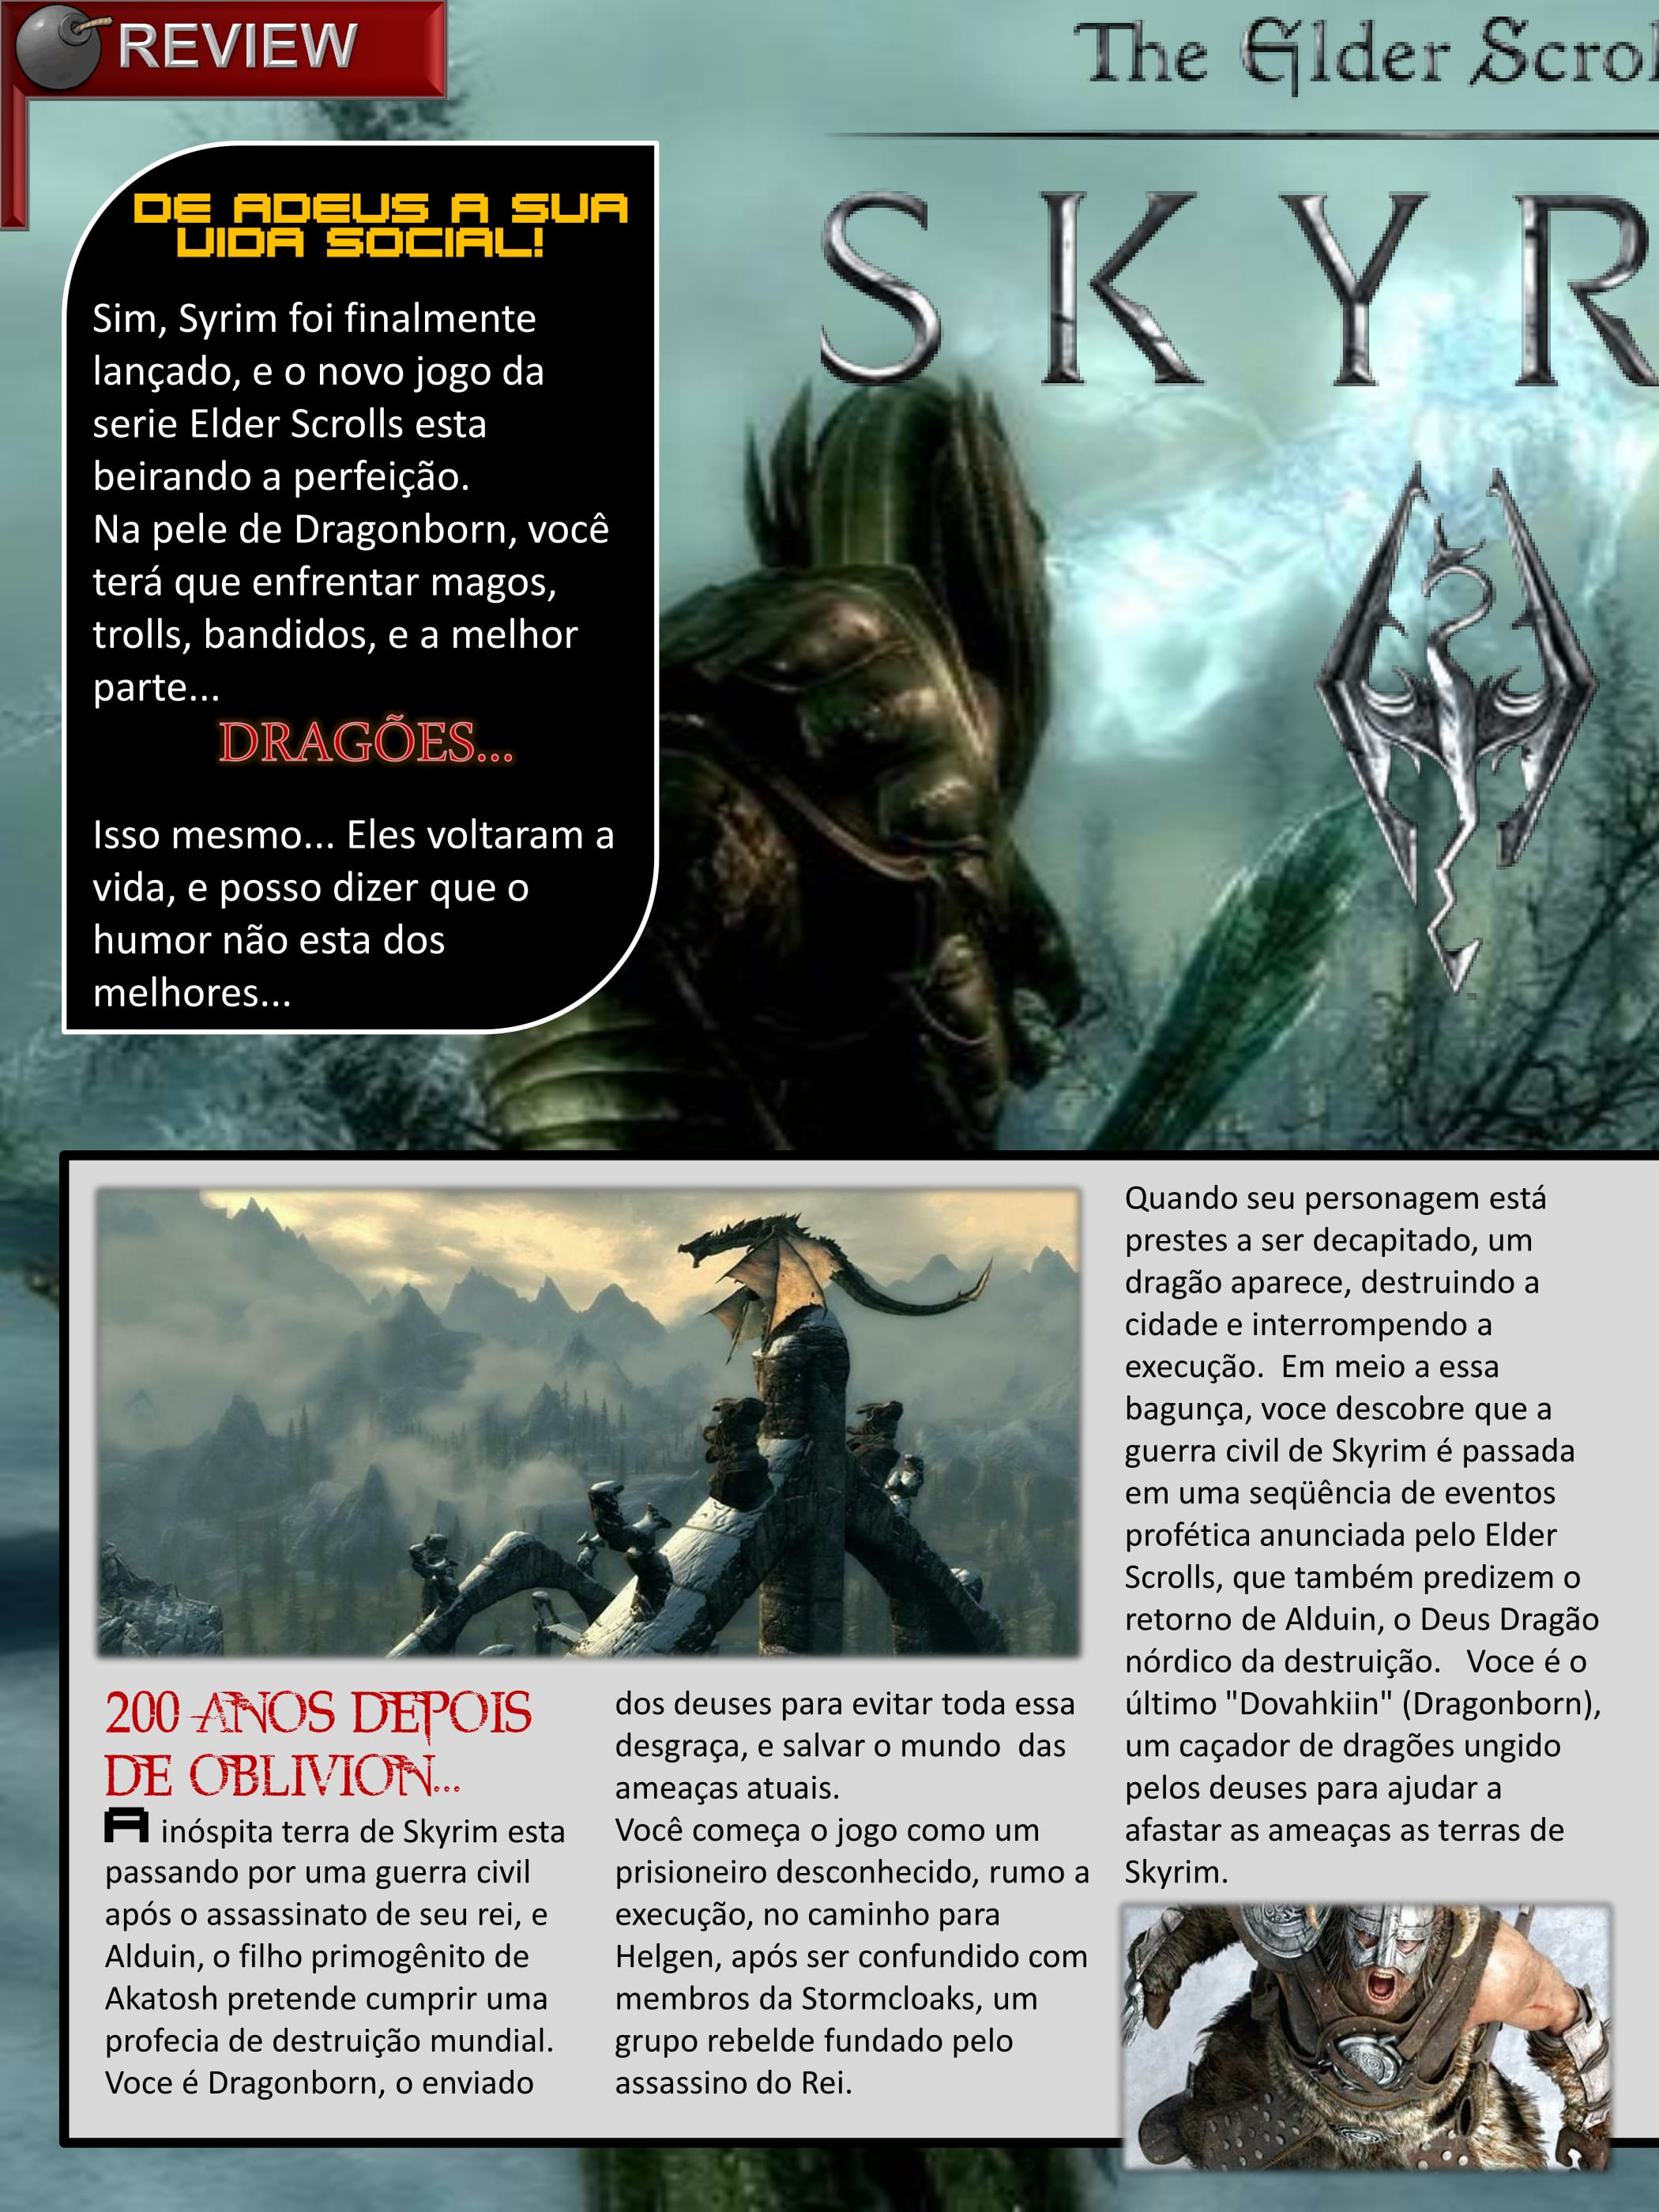 REVIEW
The Elder Scrol
SKYR
DE ADEUS A SUA
VIDA SOCIAL!
Sim, Syrim foi finalmente
lançado, e o novo jogo da
serie Elder Scrolls esta
beirando a perfeição.
Na pele de Dragonborn, você
terá que enfrentar magos,
trolls, bandidos, e a melhor
parte...
DRAGÕES...
Isso mesmo... Eles voltaram a
vida, e posso dizer que o
humor não esta dos
melhores...
200 ANOS DEPOIS
DE OBLIVION...
A inóspita terra de Skyrim esta
passando por uma guerra civil
após o assassinato de seu rei, e
Alduin, o filho primogênito de
Akatosh pretende cumprir uma
profecia de destruição mundial.
Voce é Dragonborn, o enviado
dos deuses para evitar toda essa
desgraça, e salvar o mundo  das
ameaças atuais.
Você começa o jogo como um
prisioneiro desconhecido, rumo a
execução, no caminho para
Helgen, após ser confundido com
membros da Stormcloaks, um
grupo rebelde fundado pelo
assassino do Rei.
Quando seu personagem está
prestes a ser decapitado, um
dragão aparece, destruindo a
cidade e interrompendo a
execução.  Em meio a essa
bagunça, voce descobre que a
guerra civil de Skyrim é passada
em uma seqüência de eventos
profética anunciada pelo Elder
Scrolls, que também predizem o
retorno de Alduin, o Deus Dragão
nórdico da destruição.   Voce é o
último "Dovahkiin" (Dragonborn),
um caçador de dragões ungido
pelos deuses para ajudar a
afastar as ameaças as terras de
Skyrim.